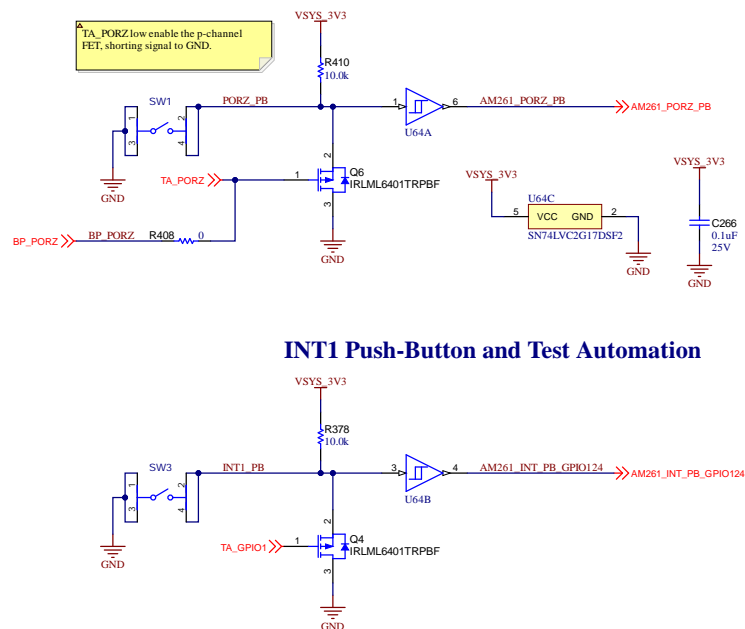 VSYS_3V3
TA_PORZ low enable the p-channel
FET, shorting signal to GND.
R410
10.0k
SW1
PORZ_PB
1
6
AM261_PORZ_PB
AM261_PORZ_PB
1
2
3
4
U64A
GND
2
Q6
TA_PORZ
1
IRLML6401TRPBF
3
VSYS_3V3
VSYS_3V3
U64C
5
VCC
GND
2
SN74LVC2G17DSF2
C266
0.1uF
25V
BP_PORZ
BP_PORZ
R408
0
GND
GND
GND
INT1 Push-Button and Test Automation
VSYS_3V3
R378
10.0k
SW3
INT1_PB
3
4
AM261_INT_PB_GPIO124
AM261_INT_PB_GPIO124
1
2
3
4
U64B
GND
2
Q4
TA_GPIO1
1
IRLML6401TRPBF
3
GND